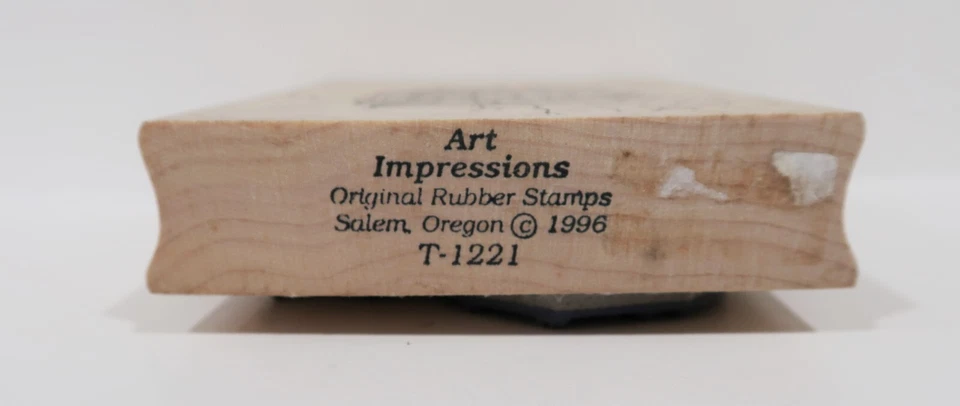 Art
Impressions
Original Rubber Stamps
Salem, Oregon © 1996
T-1221